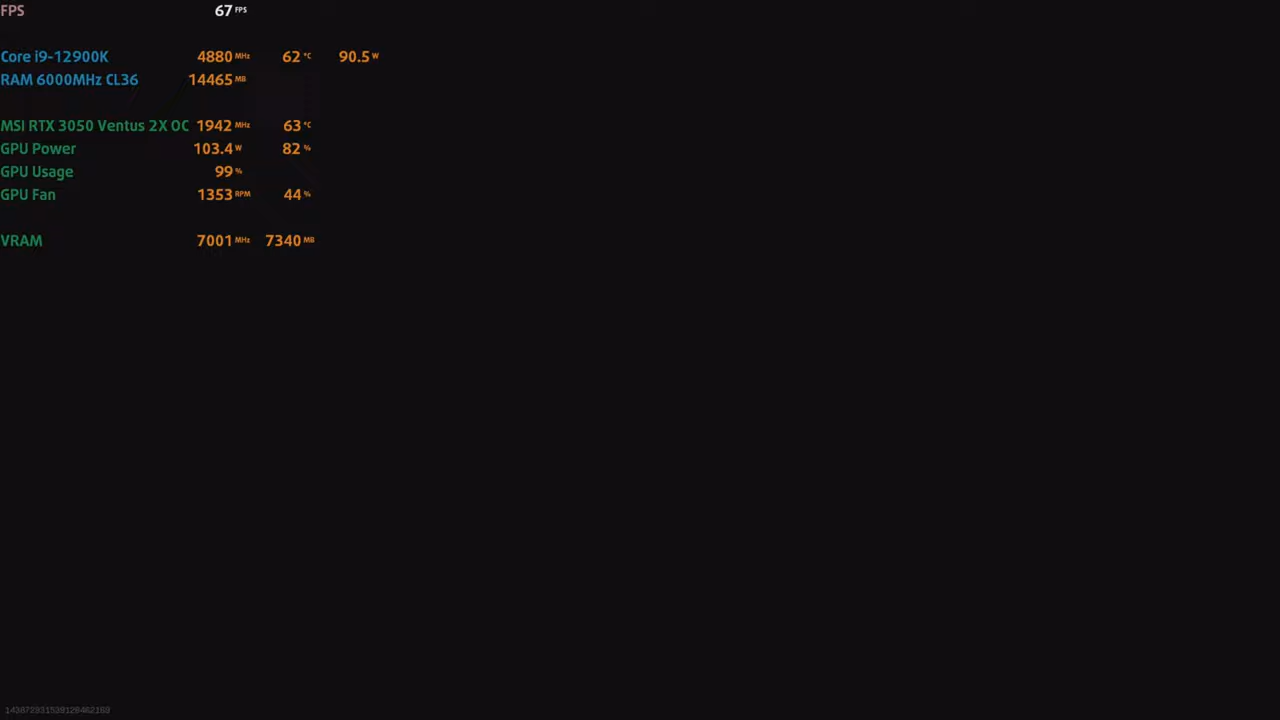 FPS 67 FPS
Core i9-12900K 4880 MHz 62 °C 90.5 W
RAM 6000MHz CL36 14465 MB
MSI RTX 3050 Ventus 2X OC 1942 MHz 63 °C
GPU Power 103.4 W 82 %
GPU Usage 99 %
GPU Fan 1353 RPM 44 %
VRAM 7001 MHz 7340 MB